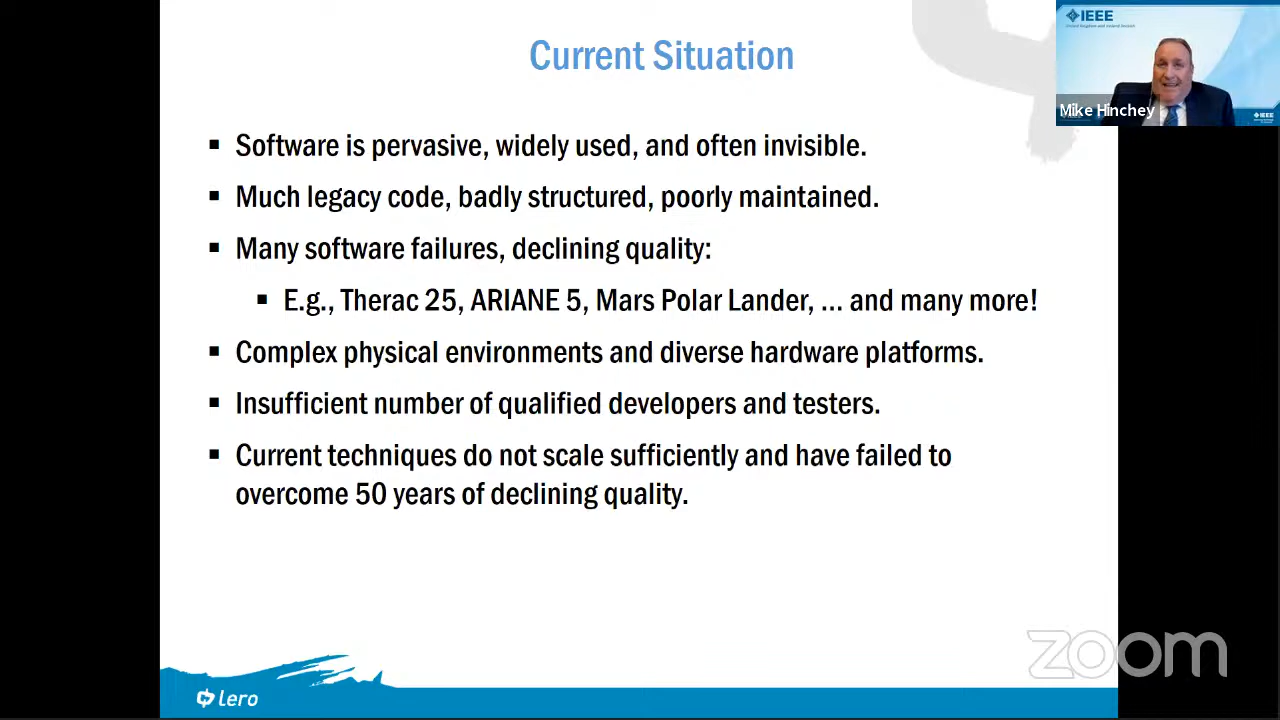 Current Situation
IEEE
Mike Hinchey
IEEE
▪ Software is pervasive, widely used, and often invisible.
▪ Much legacy code, badly structured, poorly maintained.
▪ Many software failures, declining quality:
▪ E.g., Therac 25, ARIANE 5, Mars Polar Lander, ... and many more!
▪ Complex physical environments and diverse hardware platforms.
▪ Insufficient number of qualified developers and testers.
▪ Current techniques do not scale sufficiently and have failed to
overcome 50 years of declining quality.
zoom
lero